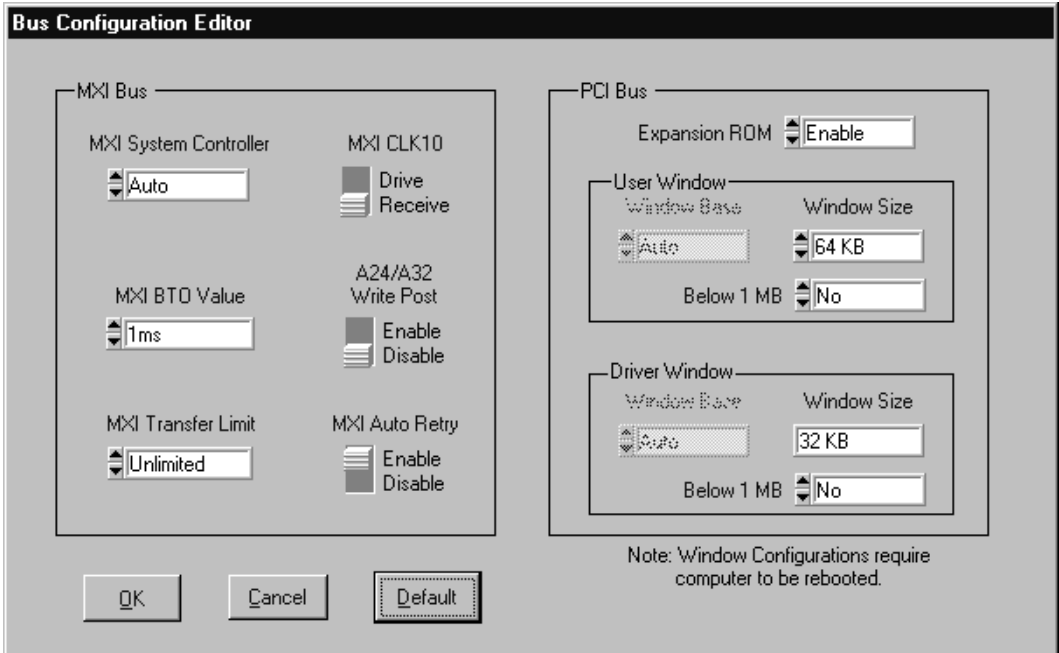 Bus Configuration Editor
MXI Bus
MXI System Controller
Auto
MXI CLK10
Drive
Receive
MXI BTO Value
1ms
A24/A32
Write Post
Enable
Disable
MXI Transfer Limit
Unlimited
MXI Auto Retry
Enable
Disable
PCI Bus
Expansion ROM
Enable
User Window
Window Base
Auto
Window Size
64 KB
Below 1 MB
No
Driver Window
Window Base
Auto
Window Size
32 KB
Below 1 MB
No
Note: Window Configurations require
computer to be rebooted.
OK
Cancel
Default